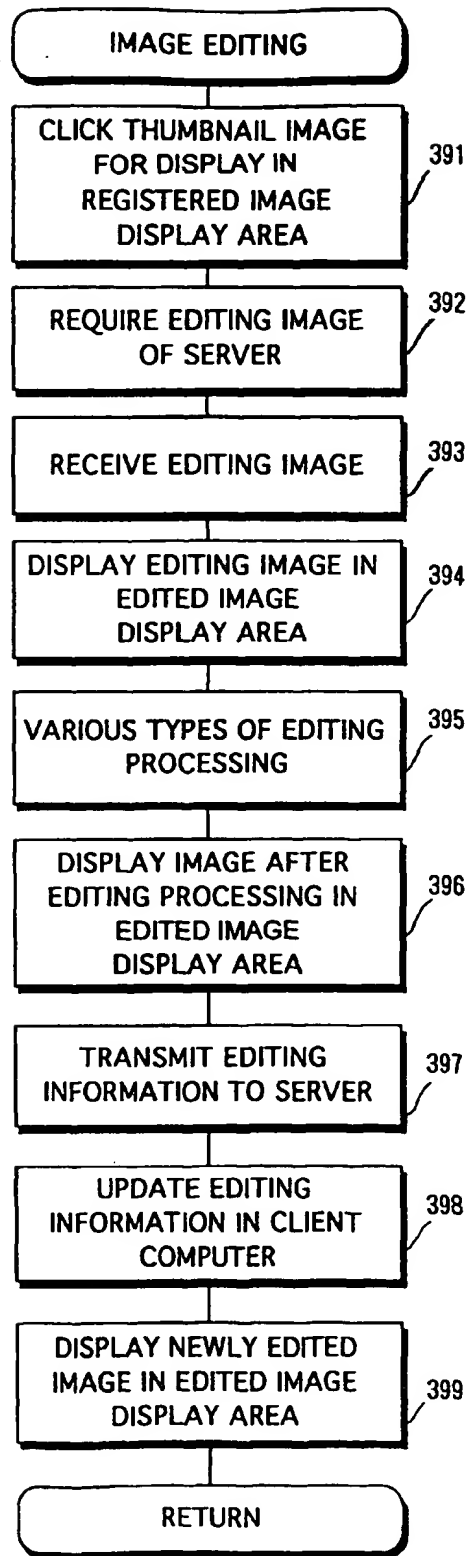 IMAGE EDITING
CLICK THUMBNAIL IMAGE
FOR DISPLAY IN
REGISTERED IMAGE
DISPLAY AREA
391
REQUIRE EDITING IMAGE
OF SERVER
392
RECEIVE EDITING IMAGE
393
DISPLAY EDITING IMAGE IN
EDITED IMAGE
DISPLAY AREA
394
VARIOUS TYPES OF EDITING
PROCESSING
395
DISPLAY IMAGE AFTER
EDITING PROCESSING IN
EDITED IMAGE
DISPLAY AREA
396
TRANSMIT EDITING
INFORMATION TO SERVER
397
UPDATE EDITING
INFORMATION IN CLIENT
COMPUTER
398
DISPLAY NEWLY EDITED
IMAGE IN EDITED IMAGE
DISPLAY AREA
399
RETURN